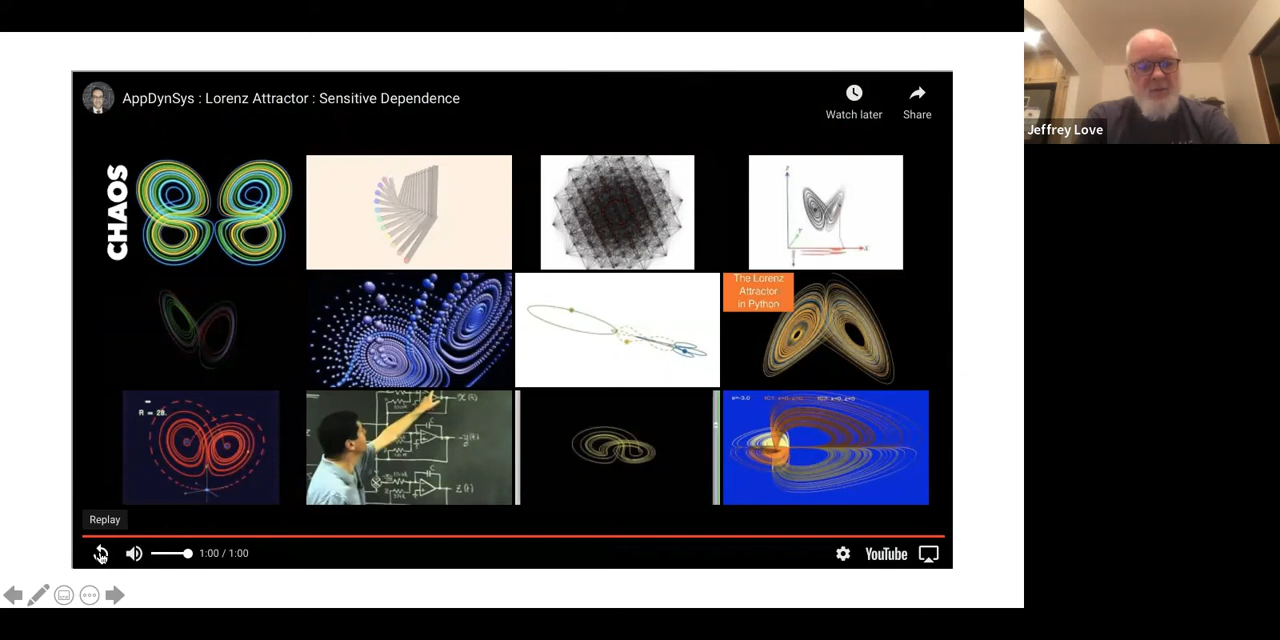 AppDynSys : Lorenz Attractor : Sensitive Dependence
Watch later
Share
Jeffrey Love
CHAOS
The Lorenz
Attractor
in Python
R = 28.
Replay
1:00 / 1:00
YouTube